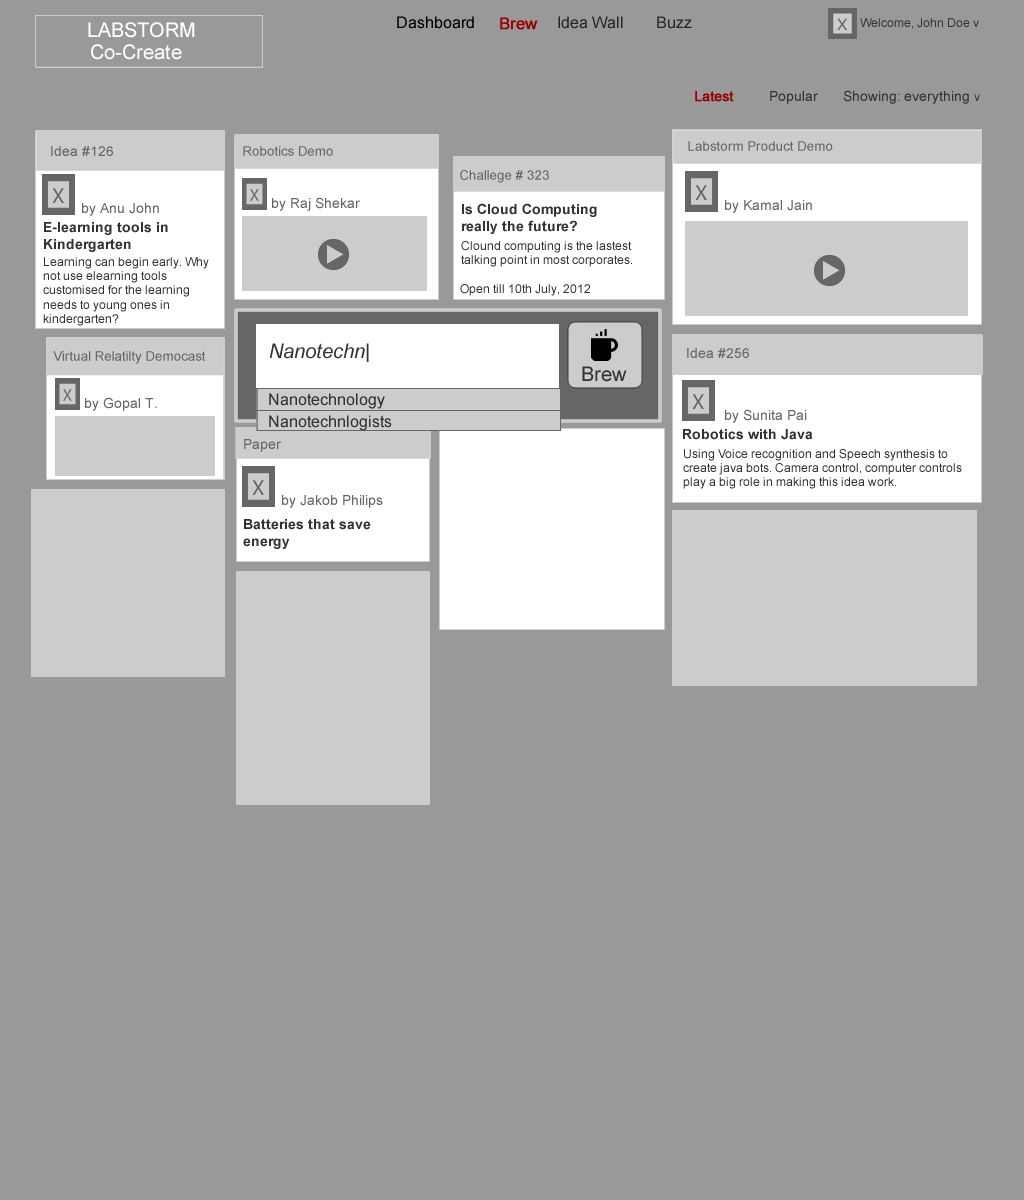 LABSTORM
Co-Create
Dashboard
Brew
Idea Wall
Buzz
X
Welcome, John Doe v
Latest
Popular
Showing: everything v
Idea #126
X
by Anu John
E-learning tools in
Kindergarten
Learning can begin early. Why
not use elearning tools
customised for the learning
needs to young ones in
kindergarten?
Robotics Demo
X
by Raj Shekar
Challege # 323
Is Cloud Computing
really the future?
Clound computing is the lastest
talking point in most corporates.
Open till 10th July, 2012
Labstorm Product Demo
X
by Kamal Jain
Virtual Relatilty Democast
X
by Gopal T.
Nanotechn|
Brew
Nanotechnology
Nanotechnlogists
Idea #256
X
by Sunita Pai
Robotics with Java
Using Voice recognition and Speech synthesis to
create java bots. Camera control, computer controls
play a big role in making this idea work.
Paper
X
by Jakob Philips
Batteries that save
energy